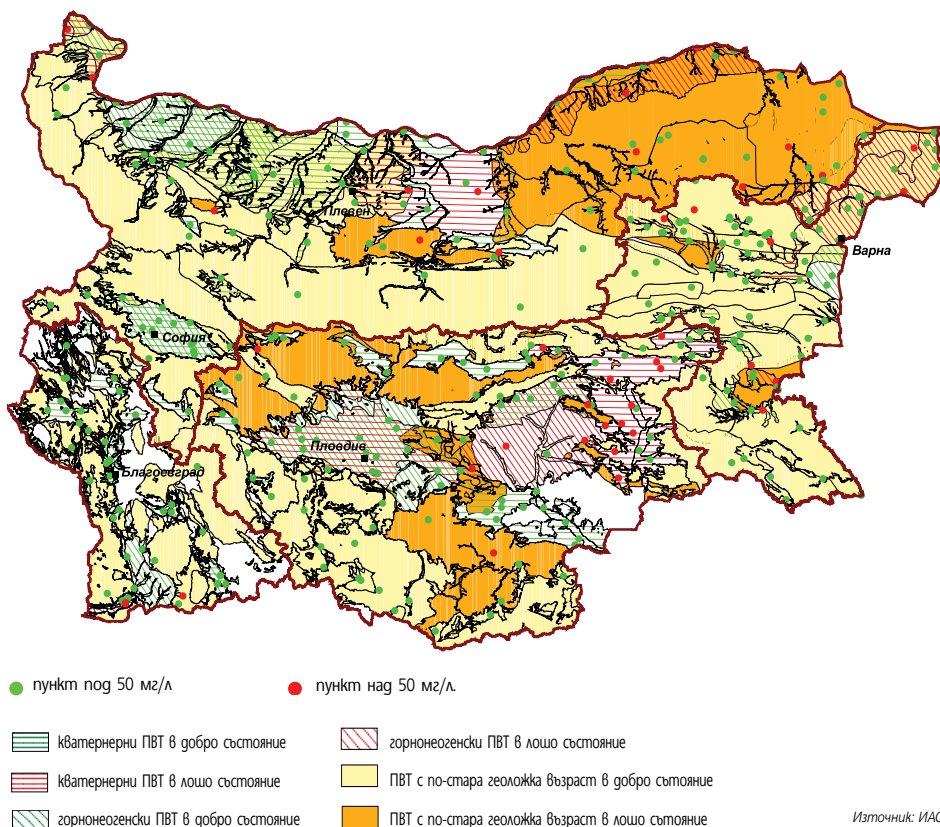 Плевен
Варна
София
Пловдив
Благоевград
пункт под 50 мг/л
пункт над 50 мг/л.
кватернерни ПВТ в добро състояние
горнонеогенски ПВТ в лошо състояние
кватернерни ПВТ в лошо състояние
ПВТ с по-стара геоложка възраст в добро сътояние
горнонеогенски ПВТ в добро състояние
ПВТ с по-стара геоложка възраст в лошо сътояние
Източник: ИАОС